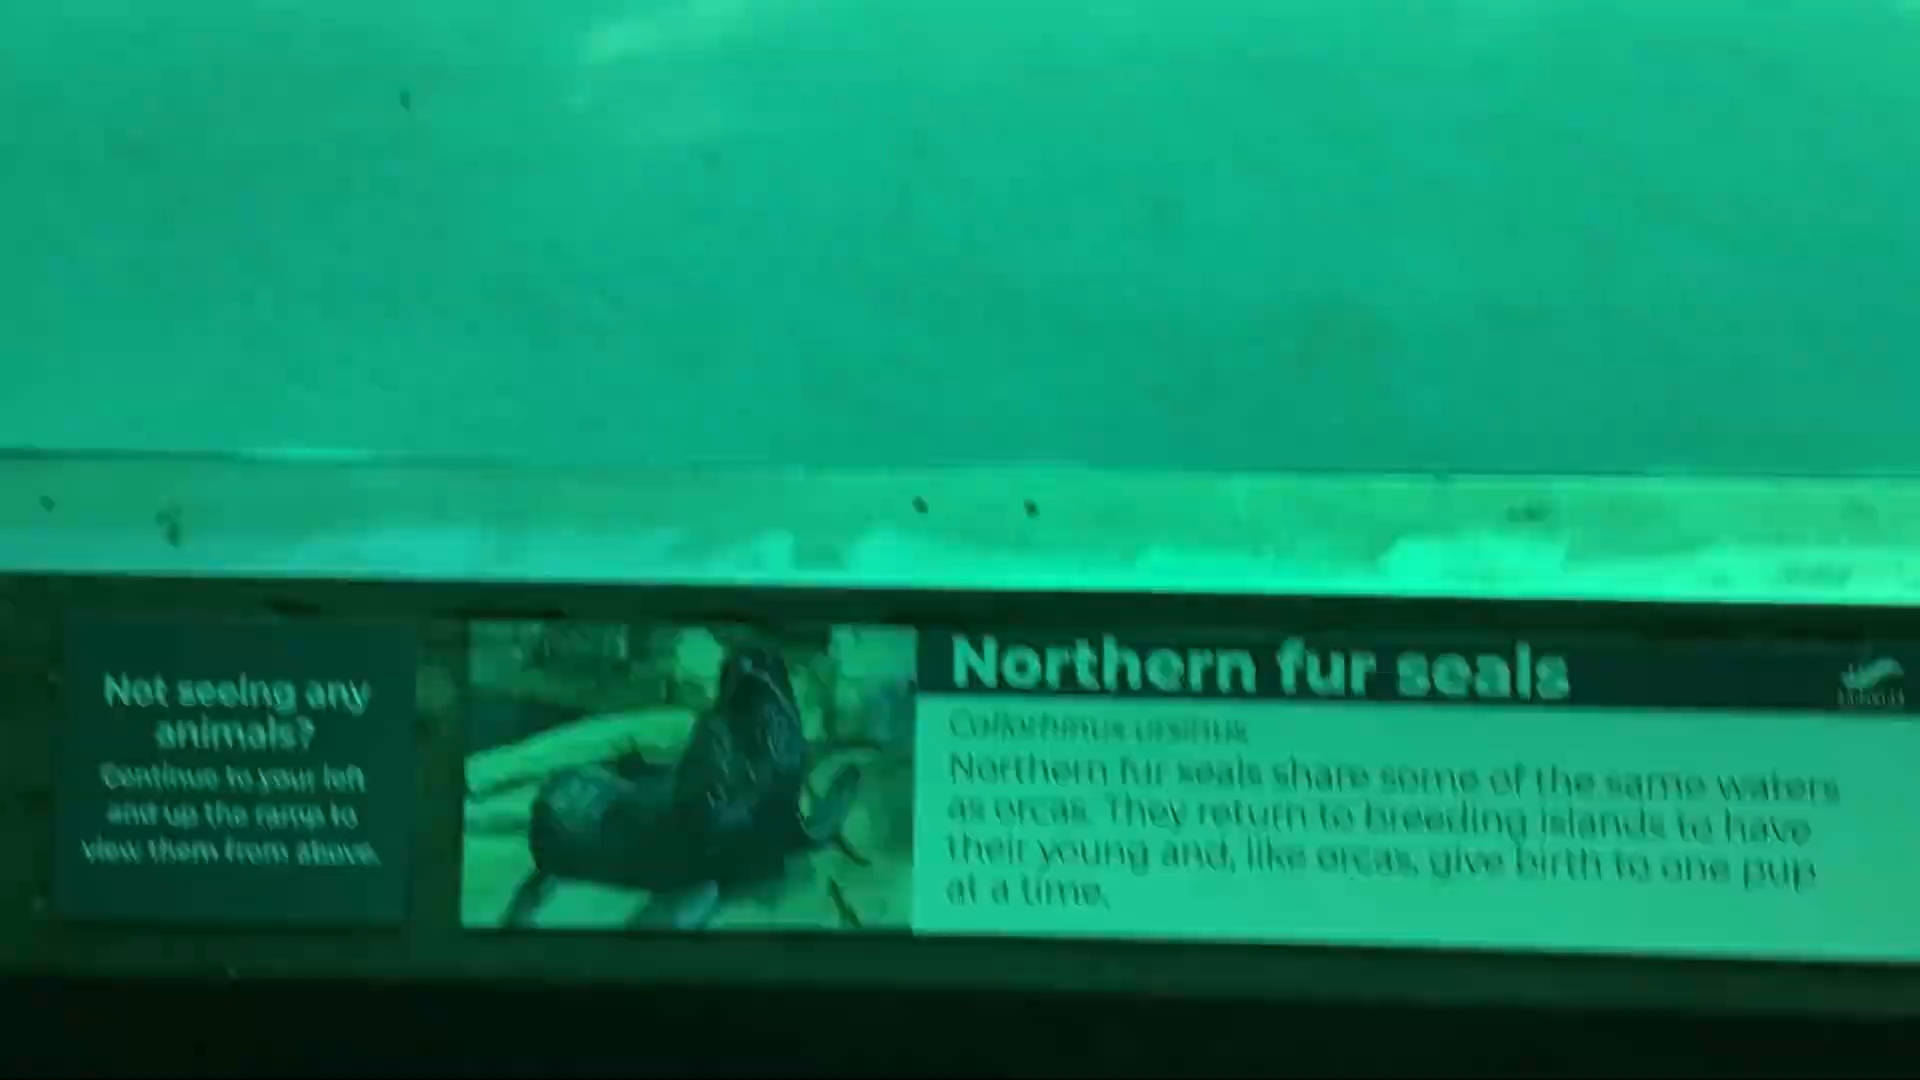 Not seeing any
animals?
Continue to your left
and up the ramp to
view them from above.
Northern fur seals
Callorhinus ursinus
Northern fur seals share some of the same waters
as orcas. They return to breeding islands to have
their young and, like orcas, give birth to one pup
at a time.